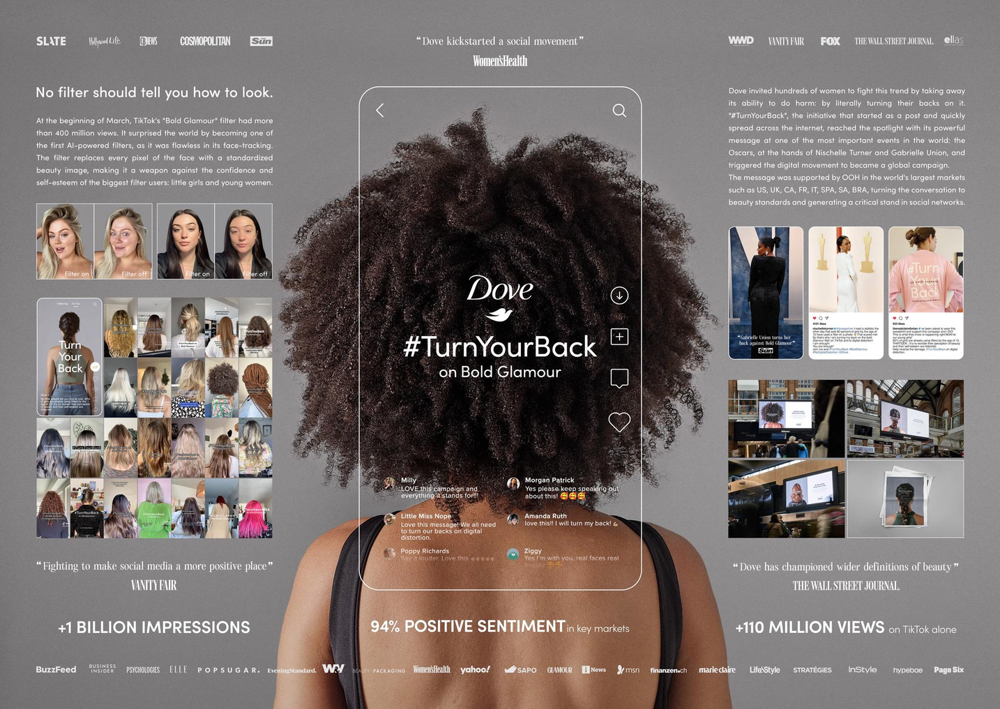 SLATE
Hollywood Life
CBNEWS
COSMOPOLITAN
The Sun
“Dove kickstarted a social movement”
Women'sHealth
WWD
VANITY FAIR
FOX
THE WALL STREET JOURNAL.
ellas
No filter should tell you how to look.
At the beginning of March, TikTok's "Bold Glamour" filter had more
than 400 million views. It surprised the world by becoming one of
the first AI-powered filters, as it was flawless in its face-tracking.
The filter replaces every pixel of the face with a standardized
beauty image, making it a weapon against the confidence and
self-esteem of the biggest filter users: little girls and young women.
Filter on
Filter off
Filter on
Filter off
Following For You
Turn
Your
Back
“Fighting to make social media a more positive place”
VANITY FAIR
+1 BILLION IMPRESSIONS
Dove
#TurnYourBack
on Bold Glamour
Milly
LOVE this campaign and
everything it stands for!!!
Morgan Patrick
Yes please keep speaking out
about this! 🥰🥰🥰
Little Miss Nope
Love this message! We all need
to turn our backs on digital
distortion.
Amanda Ruth
love this!! I will turn my back! 💪
Poppy Richards
Say it louder. Love this
Ziggy
Yes I'm with you, real faces real
beauty
94% POSITIVE SENTIMENT in key markets
Dove invited hundreds of women to fight this trend by taking away
its ability to do harm: by literally turning their backs on it.
"#TurnYourBack", the initiative that started as a post and quickly
spread across the internet, reached the spotlight with its powerful
message at one of the most important events in the world: the
Oscars, at the hands of Nischelle Turner and Gabrielle Union, and
triggered the digital movement to became a global campaign.
The message was supported by OOH in the world's largest markets
such as US, UK, CA, FR, IT, SPA, SA, BRA, turning the conversation to
beauty standards and generating a critical stand in social networks.
“Gabrielle Union turns her
back against Bold Glamour”
The Sun
4101 likes
#Turn
Your
Back
935 likes
“Dove has championed wider definitions of beauty”
THE WALL STREET JOURNAL.
+110 MILLION VIEWS on TikTok alone
BuzzFeed
BUSINESS
INSIDER
PSYCHOLOGIES
ELLE
POPSUGAR.
EveningStandard.
BEAUTY PACKAGING
Women'sHealth
yahoo!
SAPO
GLAMOUR
i News
msn
finanzen.ch
marie claire
Life&Style
STRATÉGIES
InStyle
hypebae
Page Six